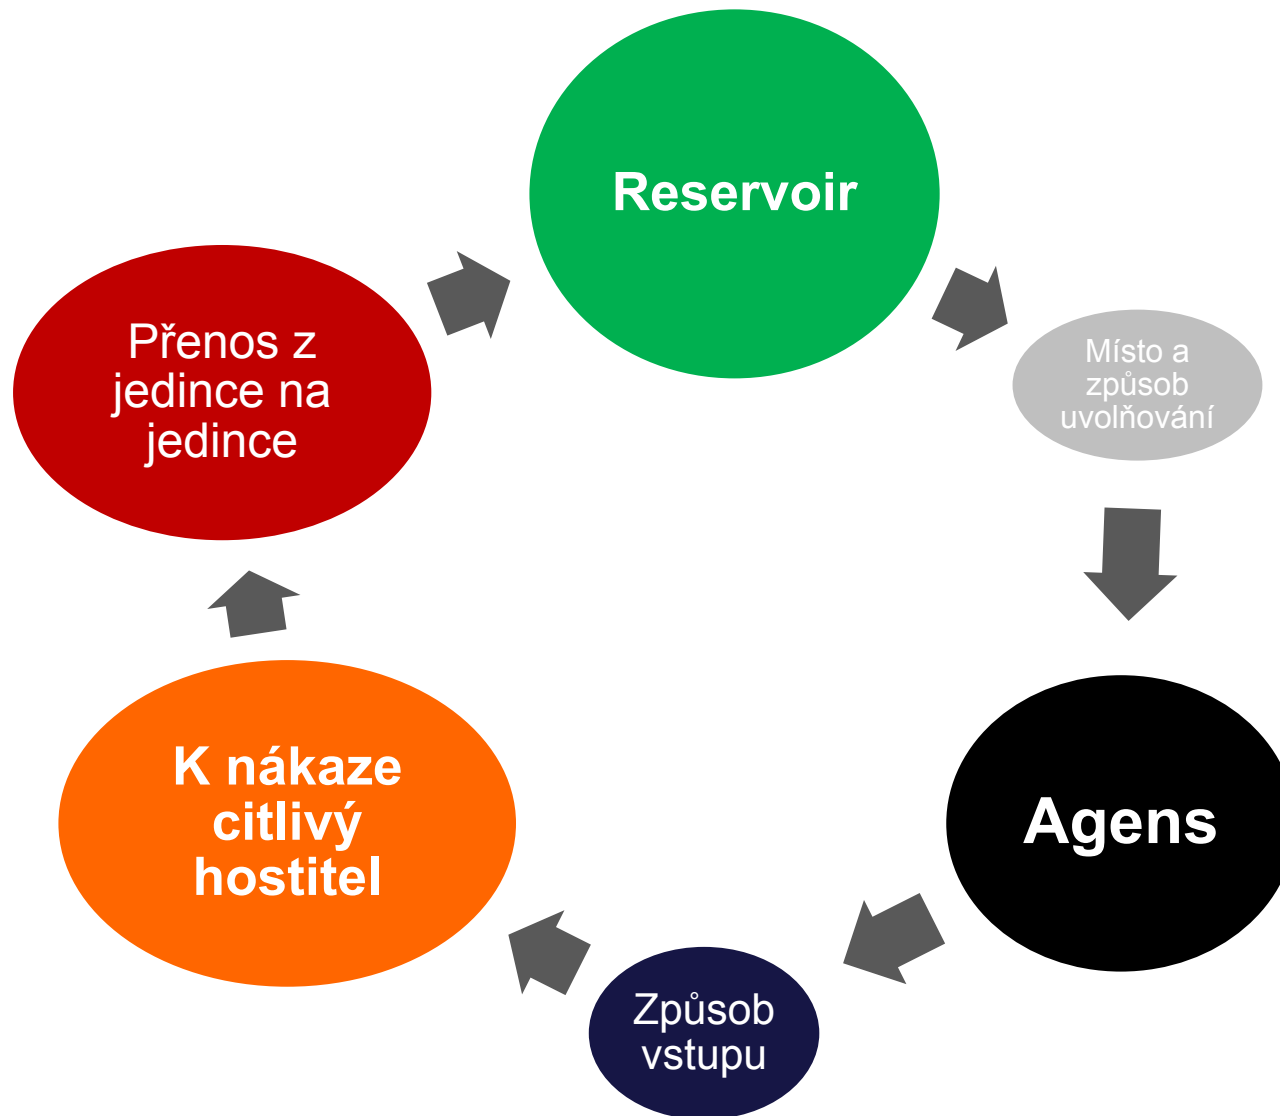 Reservoir
Místo a
způsob
uvolňování
Agens
Způsob
vstupu
K nákaze
citlivý
hostitel
Přenos z
jedince na
jedince